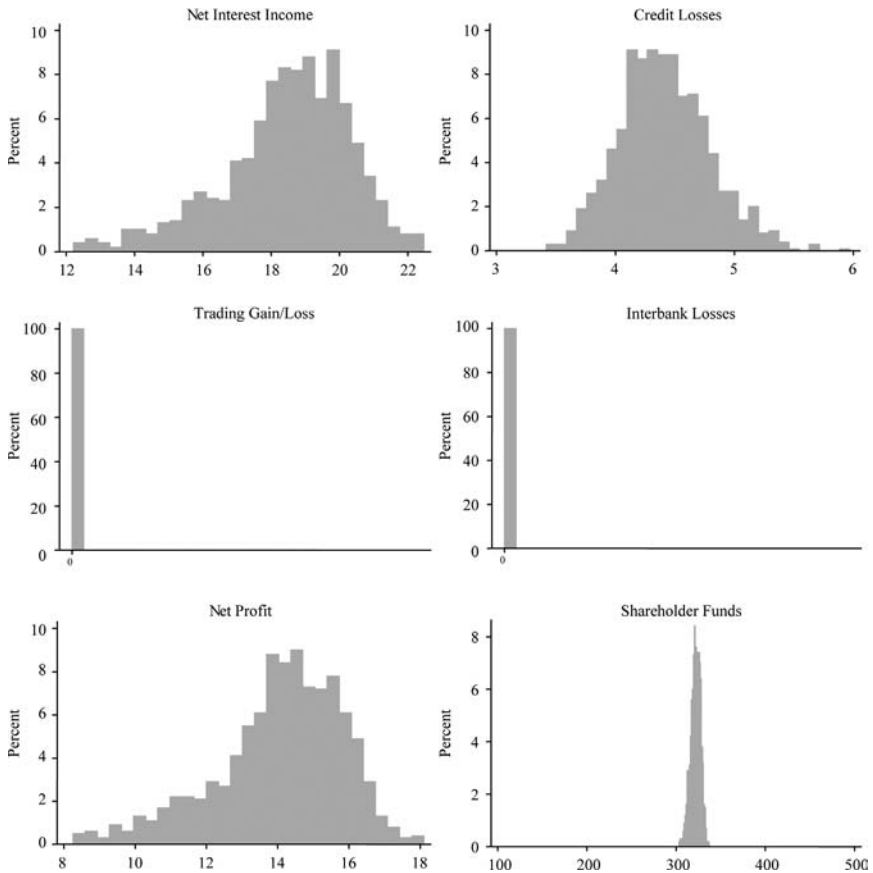 Net Interest Income
Percent
10
8
6
4
2
0
12 14 16 18 20 22
Credit Losses
Percent
10
8
6
4
2
0
3 4 5 6
Trading Gain/Loss
Percent
100
80
60
40
20
0
0
Interbank Losses
Percent
100
80
60
40
20
0
0
Net Profit
Percent
10
8
6
4
2
0
8 10 12 14 16 18
Shareholder Funds
Percent
8
6
4
2
0
100 200 300 400 500